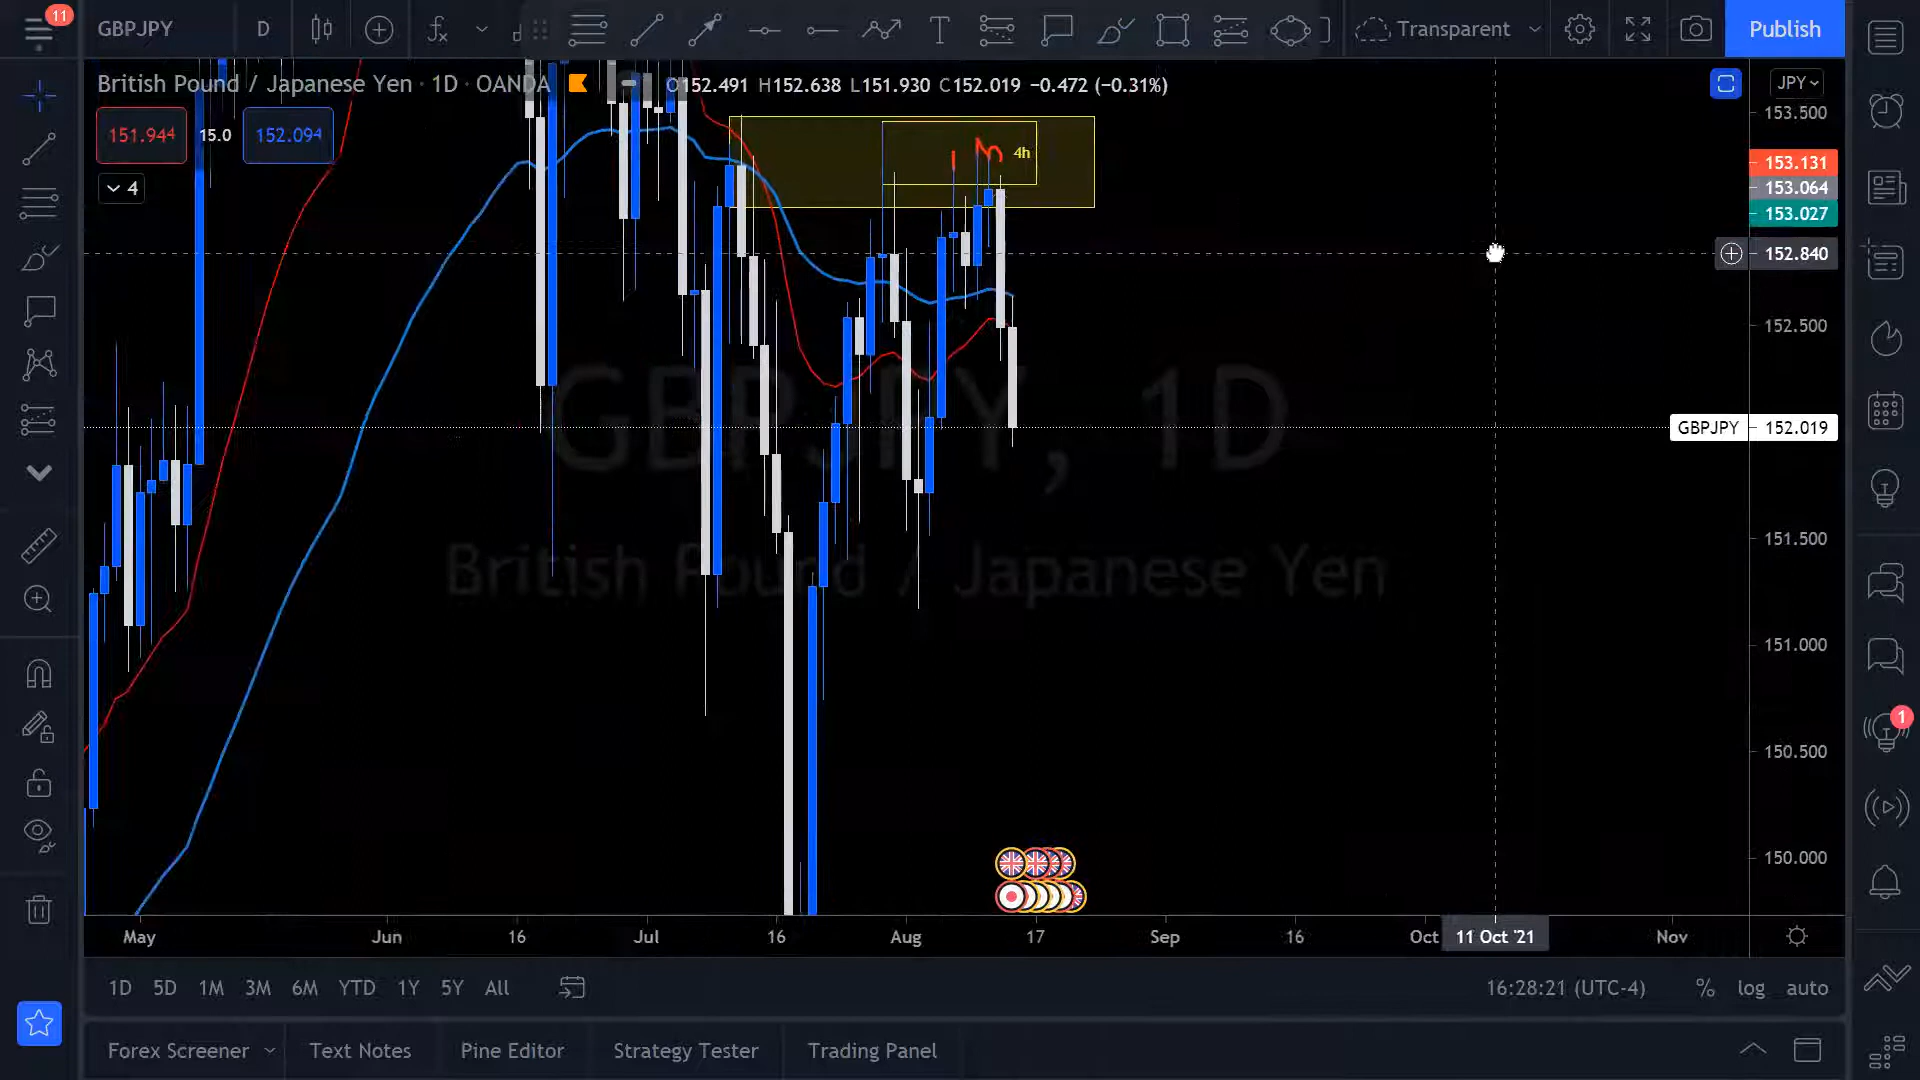 11
GBPJPY
D
Transparent
Publish
British Pound / Japanese Yen · 1D · OANDA
O152.491 H152.638 L151.930 C152.019 −0.472 (−0.31%)
JPY
151.944
15.0
152.094
4
4h
153.500
153.131
153.064
153.027
152.840
152.500
GBPJPY
152.019
151.500
151.000
150.500
150.000
GBPJPY, 1D
British Pound / Japanese Yen
1
May
Jun
16
Jul
16
Aug
17
Sep
16
Oct
11 Oct '21
Nov
1D 5D 1M 3M 6M YTD 1Y 5Y All
16:28:21 (UTC-4)
% log auto
Forex Screener
Text Notes
Pine Editor
Strategy Tester
Trading Panel